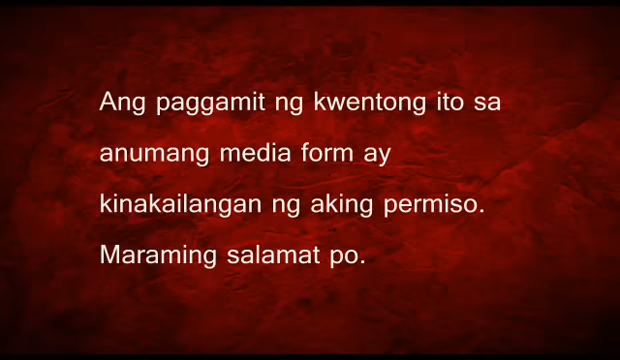 Ang paggamit ng kwentong ito sa
anumang media form ay
kinakailangan ng aking permiso.
Maraming salamat po.